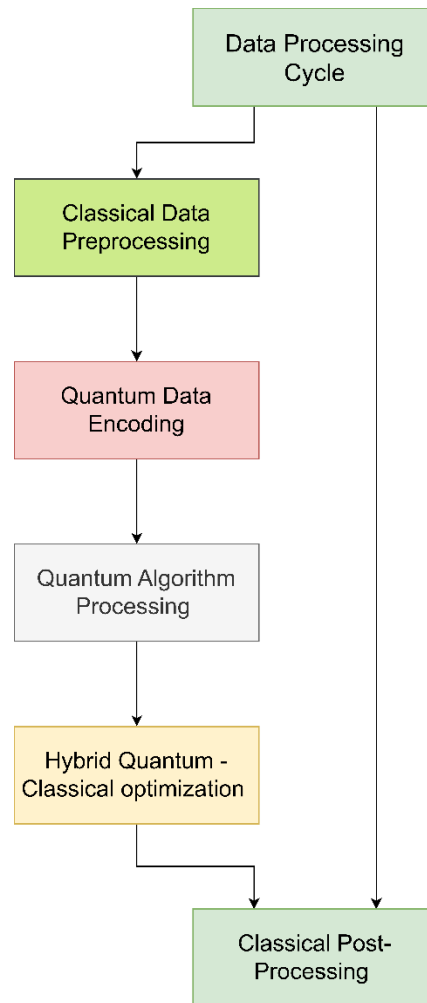 Data Processing
Cycle
Classical Data
Preprocessing
Quantum Data
Encoding
Quantum Algorithm
Processing
Hybrid Quantum -
Classical optimization
Classical Post-
Processing